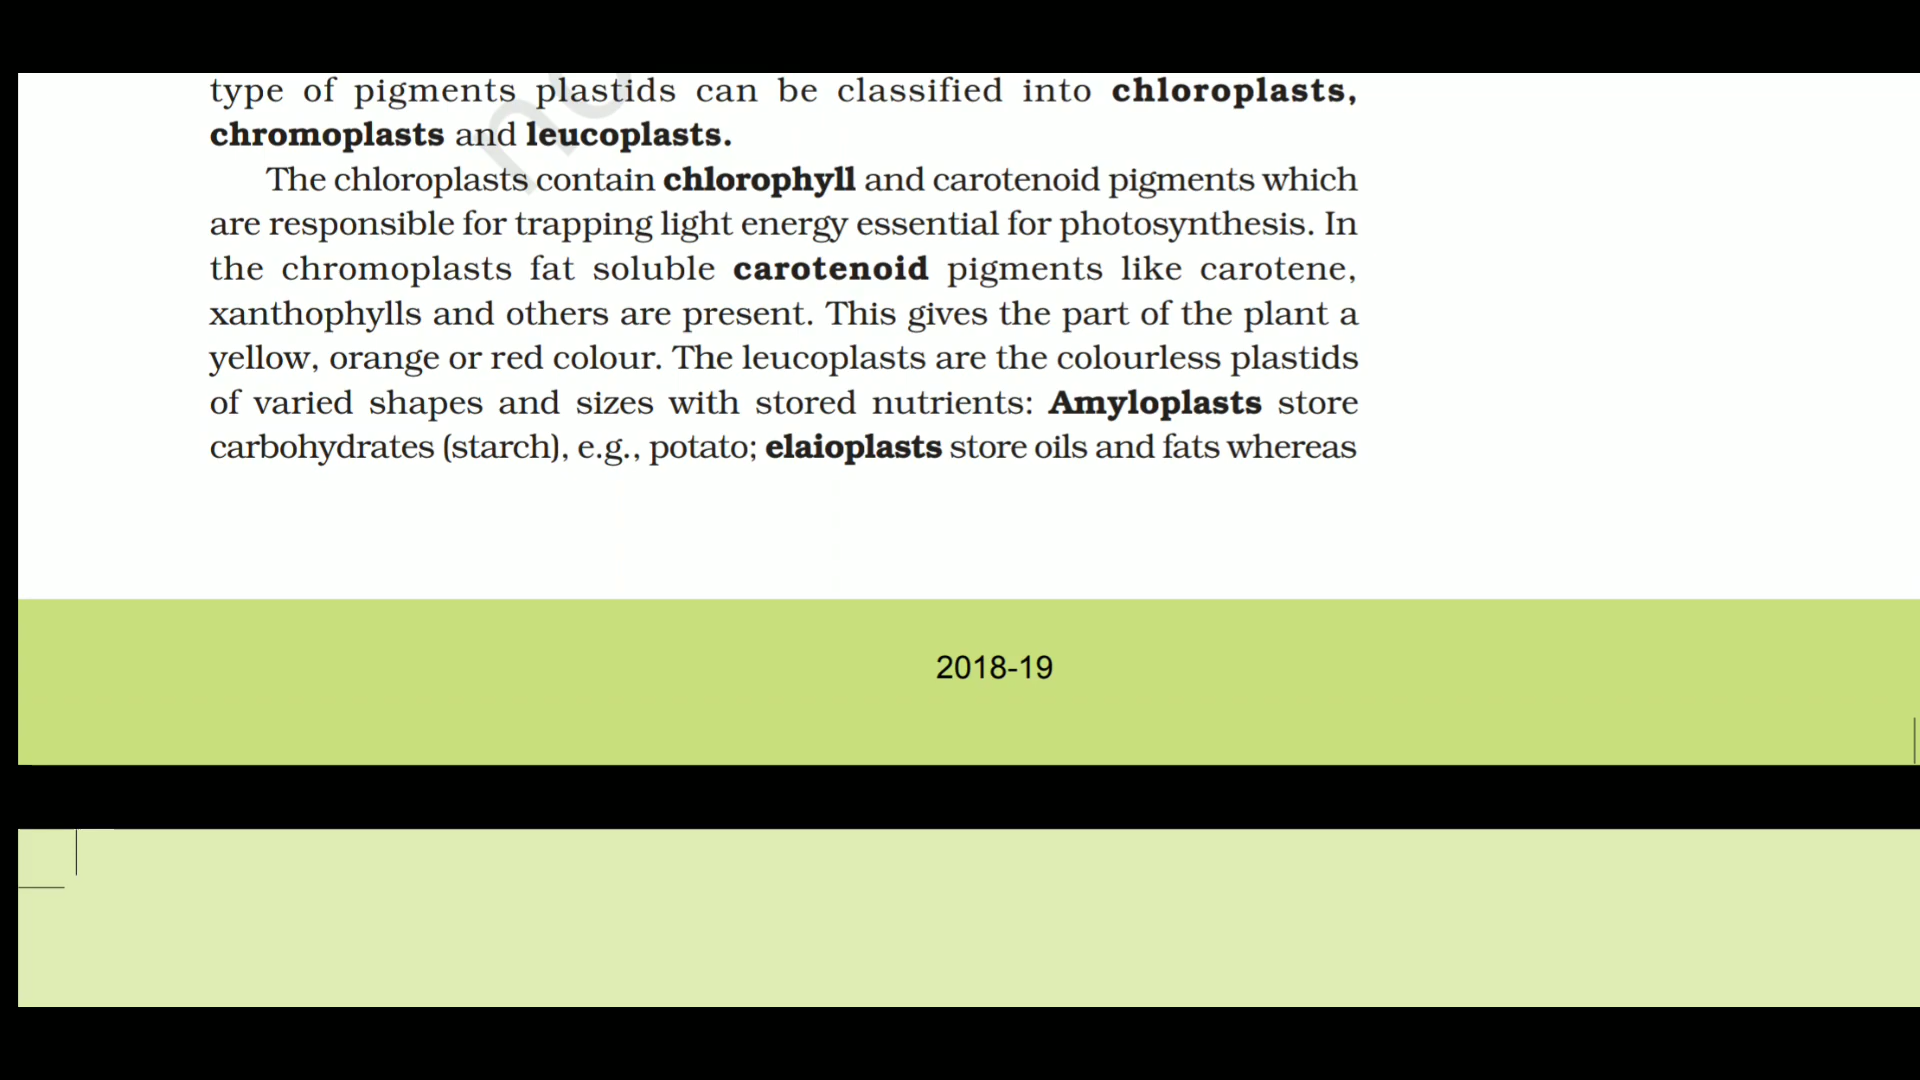 type of pigments plastids can be classified into chloroplasts,
chromoplasts and leucoplasts.
The chloroplasts contain chlorophyll and carotenoid pigments which
are responsible for trapping light energy essential for photosynthesis. In
the chromoplasts fat soluble carotenoid pigments like carotene,
xanthophylls and others are present. This gives the part of the plant a
yellow, orange or red colour. The leucoplasts are the colourless plastids
of varied shapes and sizes with stored nutrients: Amyloplasts store
carbohydrates (starch), e.g., potato; elaioplasts store oils and fats whereas
2018-19